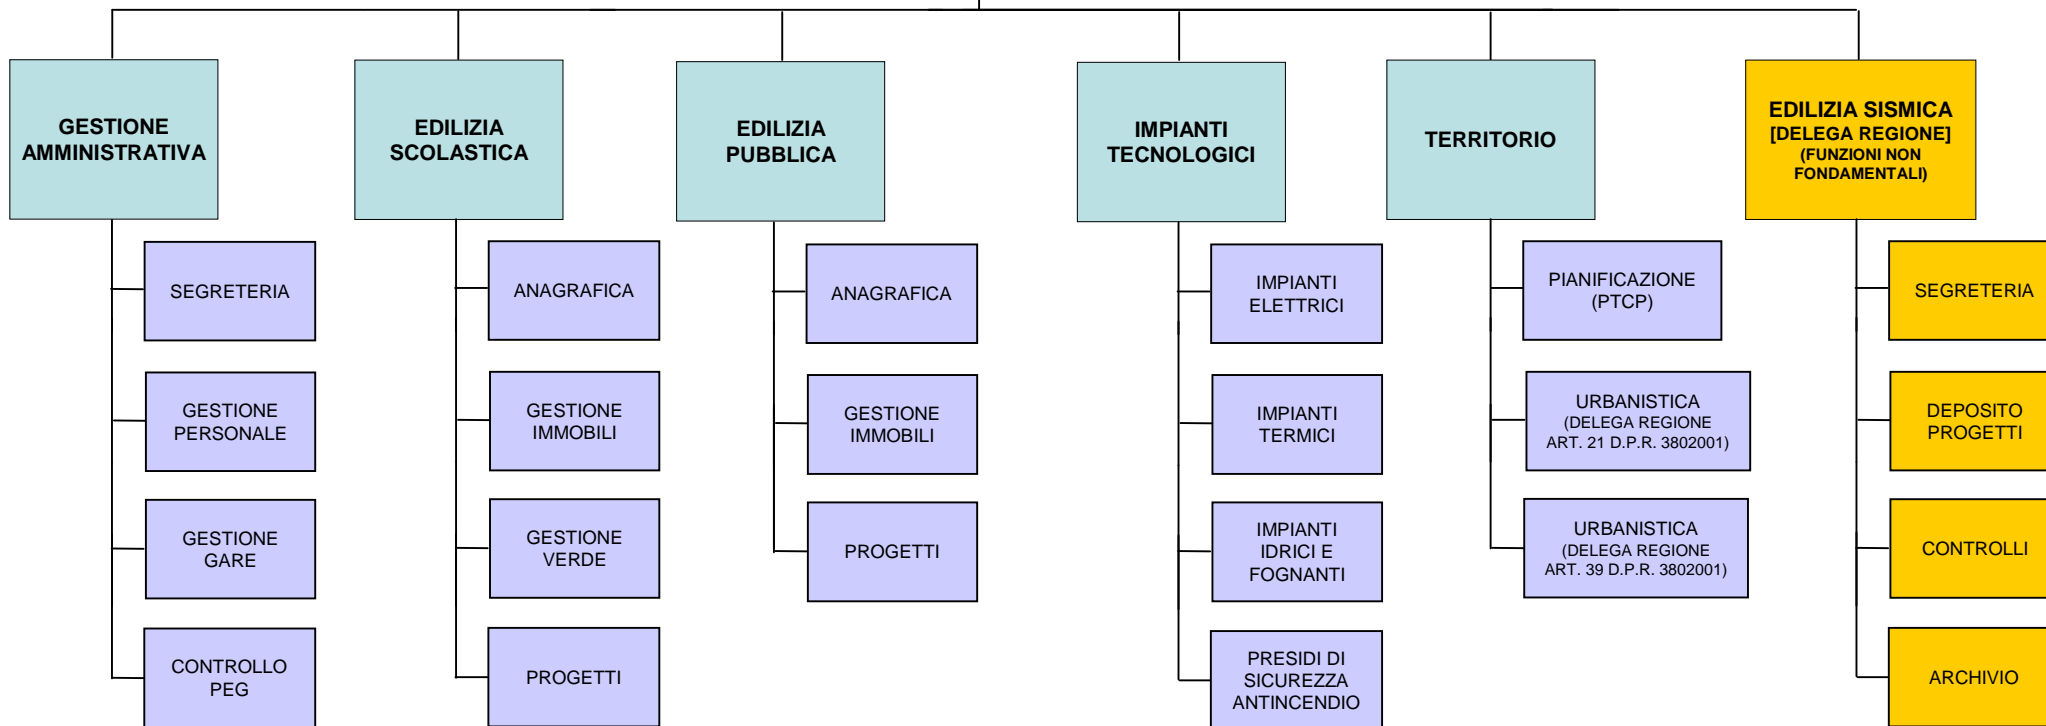 GESTIONE
AMMINISTRATIVA
EDILIZIA
SCOLASTICA
EDILIZIA
PUBBLICA
IMPIANTI
TECNOLOGICI
TERRITORIO
EDILIZIA SISMICA
[DELEGA REGIONE]
(FUNZIONI NON
FONDAMENTALI)
SEGRETERIA
GESTIONE
PERSONALE
GESTIONE
GARE
CONTROLLO
PEG
ANAGRAFICA
GESTIONE
IMMOBILI
GESTIONE
VERDE
PROGETTI
ANAGRAFICA
GESTIONE
IMMOBILI
PROGETTI
IMPIANTI
ELETTRICI
IMPIANTI
TERMICI
IMPIANTI
IDRICI E
FOGNANTI
PRESIDI DI
SICUREZZA
ANTINCENDIO
PIANIFICAZIONE
(PTCP)
URBANISTICA
(DELEGA REGIONE
ART. 21 D.P.R. 3802001)
URBANISTICA
(DELEGA REGIONE
ART. 39 D.P.R. 3802001)
SEGRETERIA
DEPOSITO
PROGETTI
CONTROLLI
ARCHIVIO